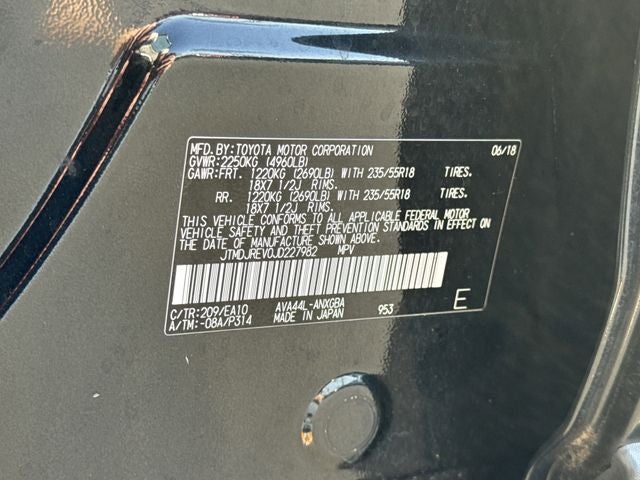 MFD.BY:TOYOTA MOTOR CORPORATION 06/18
GVWR:2250KG (4960LB)
GAWR:FRT. 1220KG (2690LB) WITH 235/55R18 TIRES.
18X7 1/2J RIMS.
RR. 1220KG (2690LB) WITH 235/55R18 TIRES.
18X7 1/2J RIMS.
THIS VEHICLE CONFORMS TO ALL APPLICABLE FEDERAL MOTOR
VEHICLE SAFETY AND THEFT PREVENTION STANDARDS IN EFFECT ON
THE DATE OF MANUFACTURE SHOWN ABOVE.
JTMDJREV0JD227982 MPV
C/TR:209/EA10 AVA44L-ANXGBA
A/TM:-08A/P314 MADE IN JAPAN 953 E